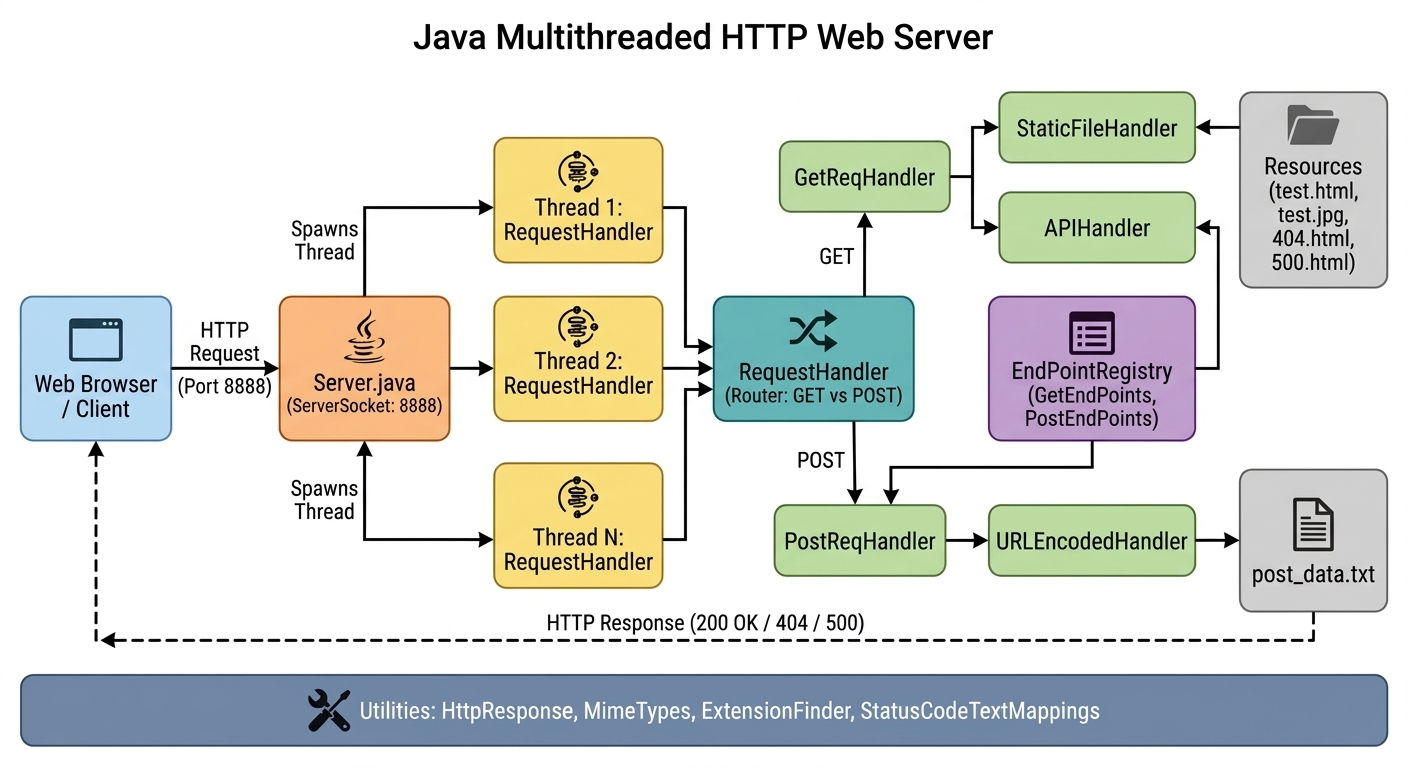 Java Multithreaded HTTP Web Server
Web Browser
/ Client
HTTP
Request
(Port 8888)
Server.java
(ServerSocket: 8888)
Spawns
Thread
Spawns
Thread
Thread 1:
RequestHandler
Thread 2:
RequestHandler
Thread N:
RequestHandler
RequestHandler
(Router: GET vs POST)
GET
POST
GetReqHandler
StaticFileHandler
APIHandler
Resources
(test.html,
test.jpg,
404.html,
500.html)
EndPointRegistry
(GetEndPoints,
PostEndPoints)
PostReqHandler
URLEncodedHandler
post_data.txt
HTTP Response (200 OK / 404 / 500)
Utilities: HttpResponse, MimeTypes, ExtensionFinder, StatusCodeTextMappings